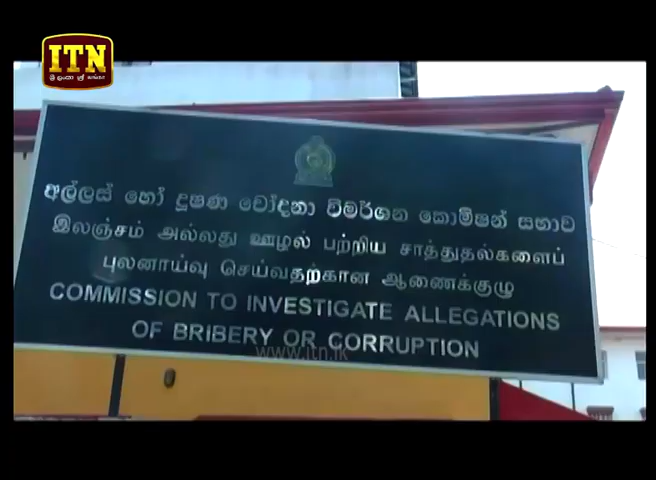 ITN
ශ්‍රී ලංකා இலங்கை
අල්ලස් හෝ දූෂණ චෝදනා විමර්ශන කොමිෂන් සභාව
இலஞ்சம் அல்லது ஊழல் பற்றிய சாத்துதல்களைப்
புலனாய்வு செய்வதற்கான ஆணைக்குழு
COMMISSION TO INVESTIGATE ALLEGATIONS
OF BRIBERY OR CORRUPTION
www.itn.lk